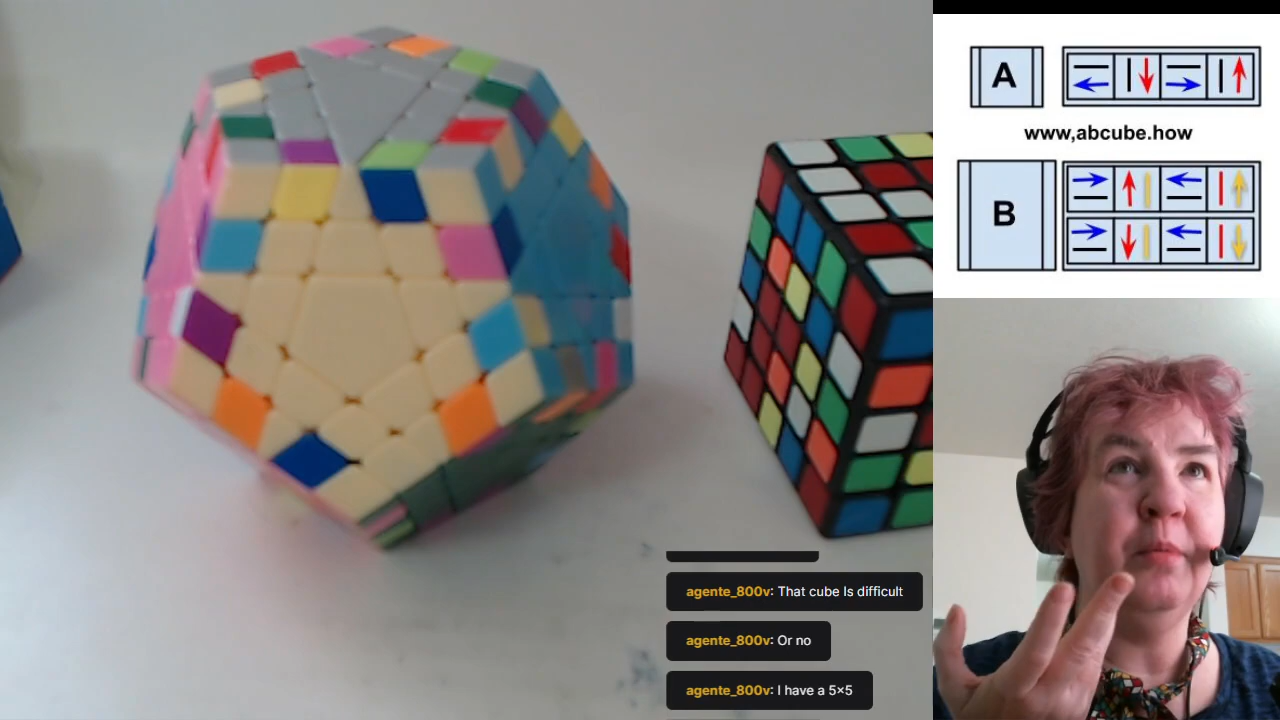 A
www,abcube.how
B
agente_800v: That cube Is difficult
agente_800v: Or no
agente_800v: I have a 5×5